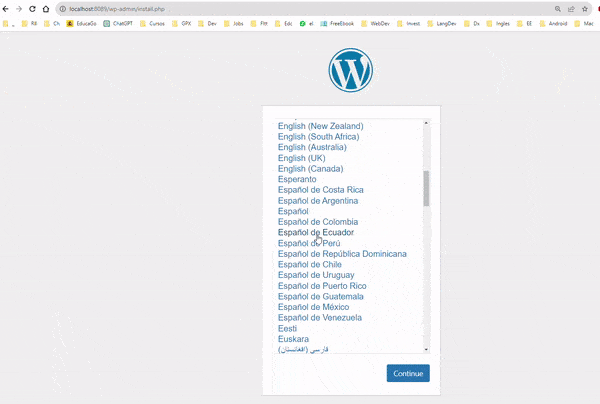 localhost:8089/wp-admin/install.php
RS Ch EducaGo ChatGPT Cursos GPX Dev Jobs Fltt Edc el FreeEbook WebDev Invest LangDev Ds Ingles EE Android Mac
English (New Zealand)
English (South Africa)
English (Australia)
English (UK)
English (Canada)
Esperanto
Español de Costa Rica
Español de Argentina
Español
Español de Colombia
Español de Ecuador
Español de Perú
Español de República Dominicana
Español de Chile
Español de Uruguay
Español de Puerto Rico
Español de Guatemala
Español de México
Español de Venezuela
Eesti
Euskara
(فارسی (افغانستان
Continue